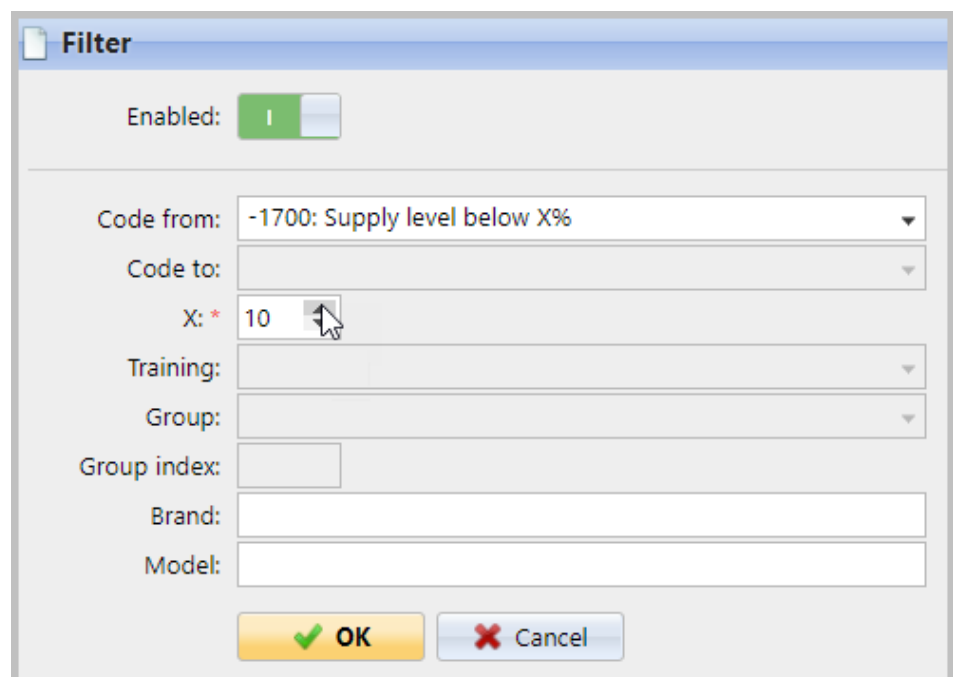 Filter
Enabled: I
Code from: -1700: Supply level below X%
Code to:
X: * 10
Training:
Group:
Group index:
Brand:
Model:
OK Cancel